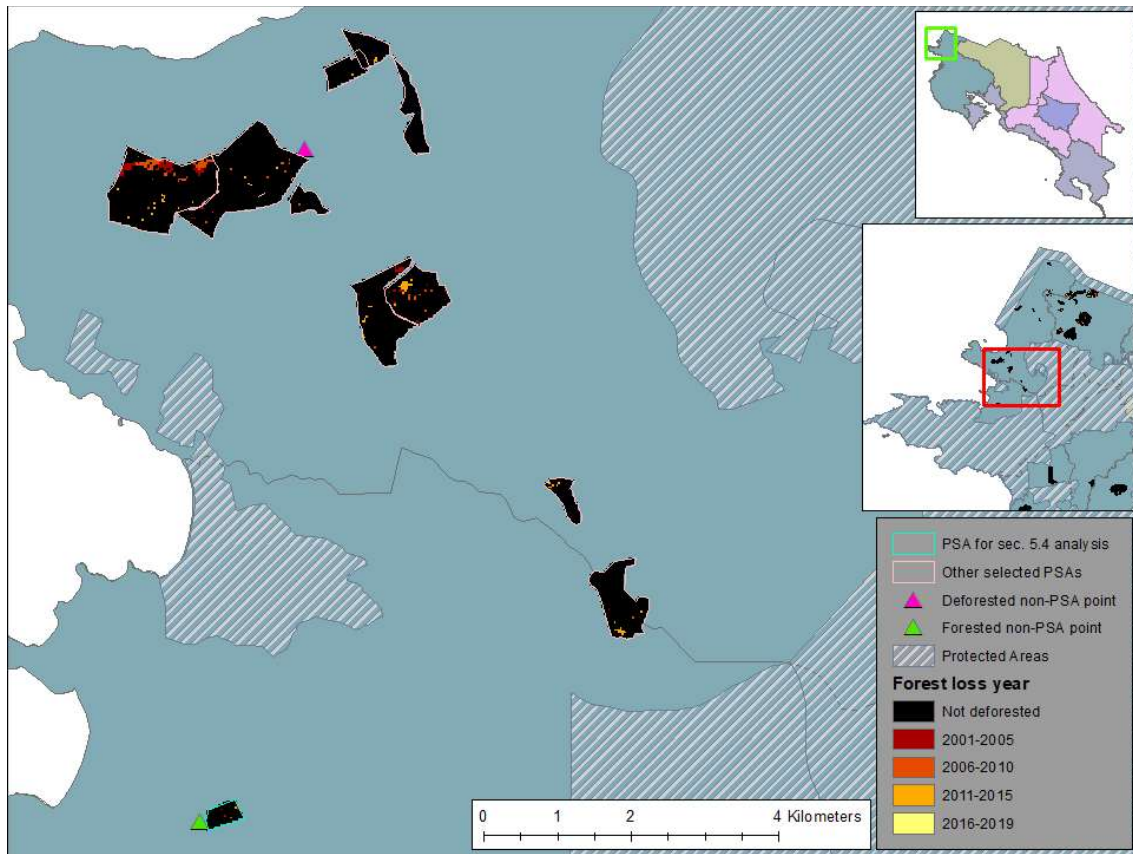 PSA for sec. 5.4 analysis
Other selected PSAs
Deforested non-PSA point
Forested non-PSA point
Protected Areas
Forest loss year
Not deforested
2001-2005
2006-2010
2011-2015
2016-2019
0 1 2 4 Kilometers